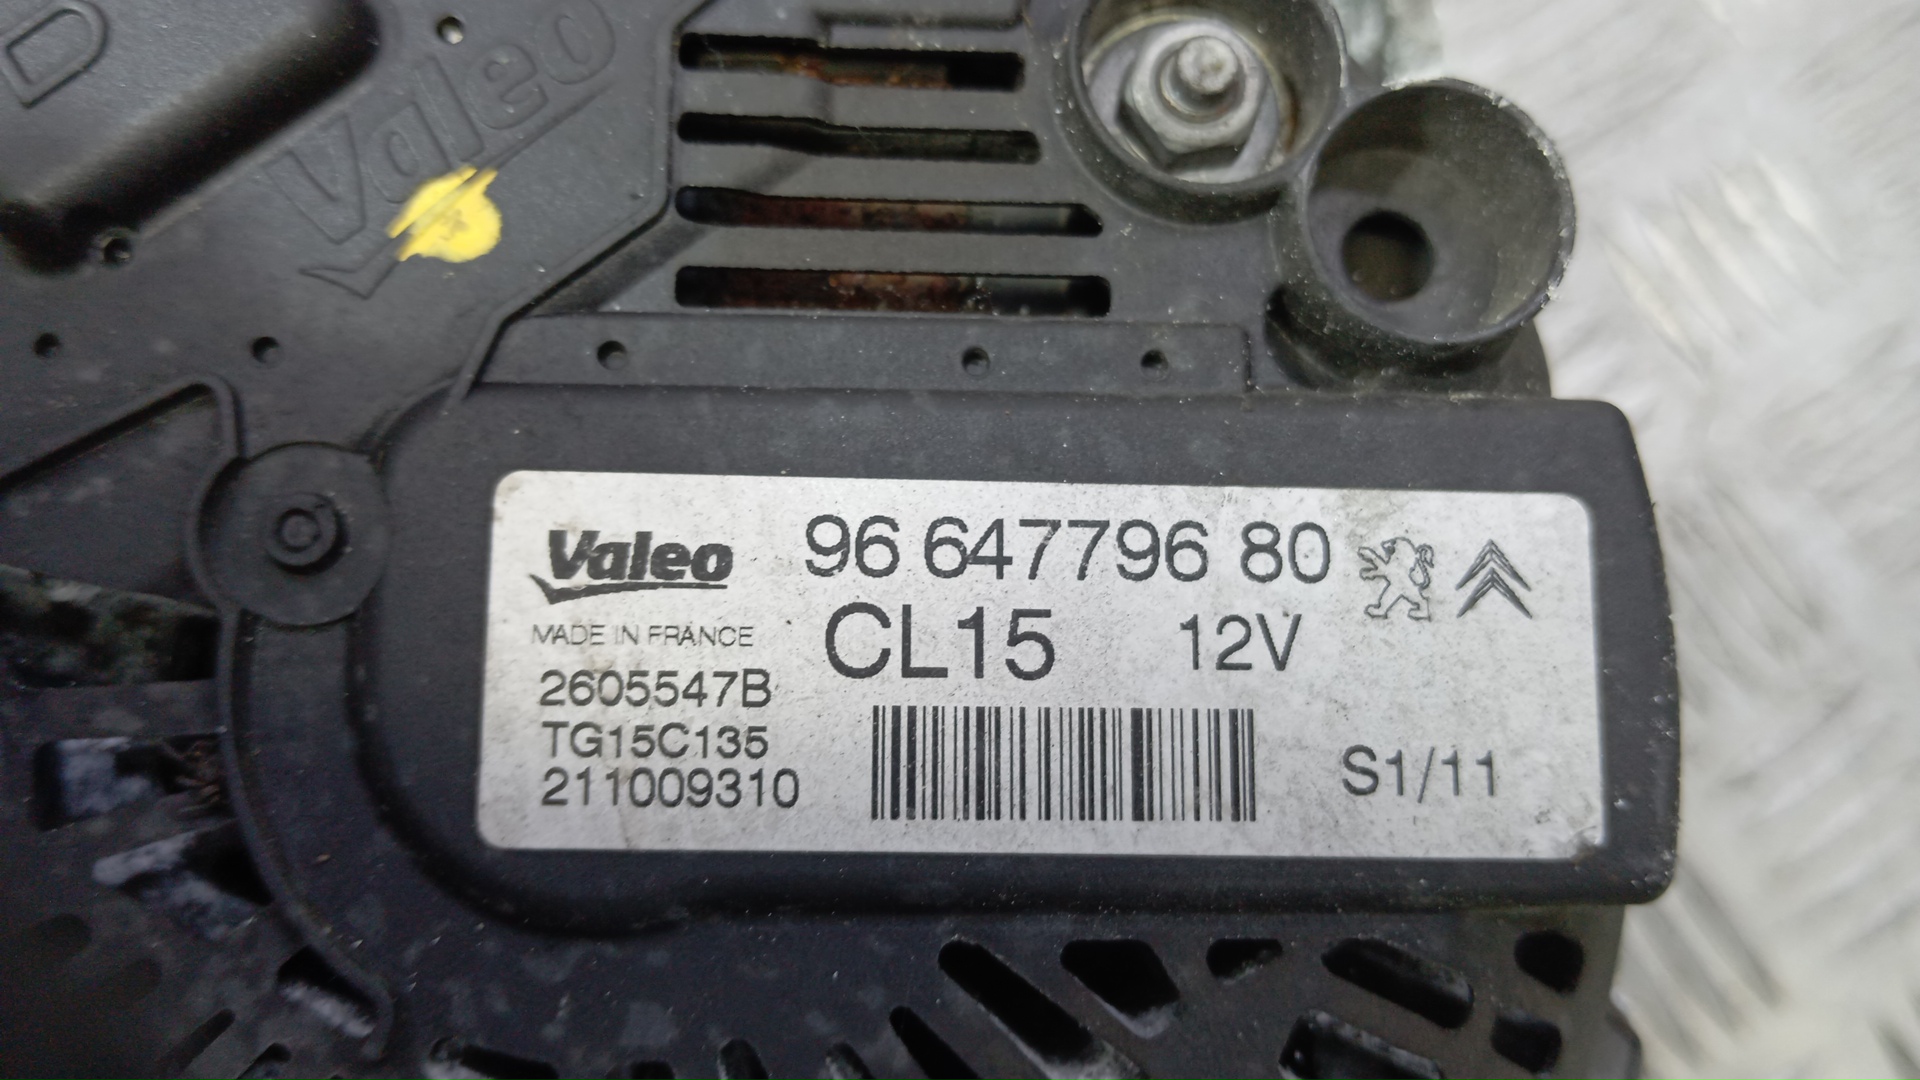 D
Valeo
Valeo 96 647796 80
MADE IN FRANCE CL15 12V
2605547B
TG15C135
211009310 S1/11